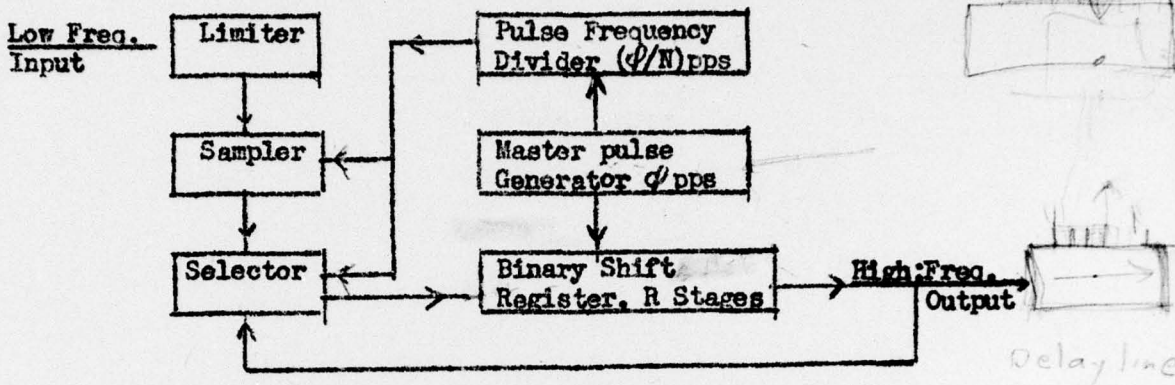 Low Freq.
Input
Limiter
Pulse Frequency
Divider (ϕ/N)pps
Sampler
Master pulse
Generator ϕ pps
Selector
Binary Shift
Register. R Stages
High:Freq.
Output
Delay line